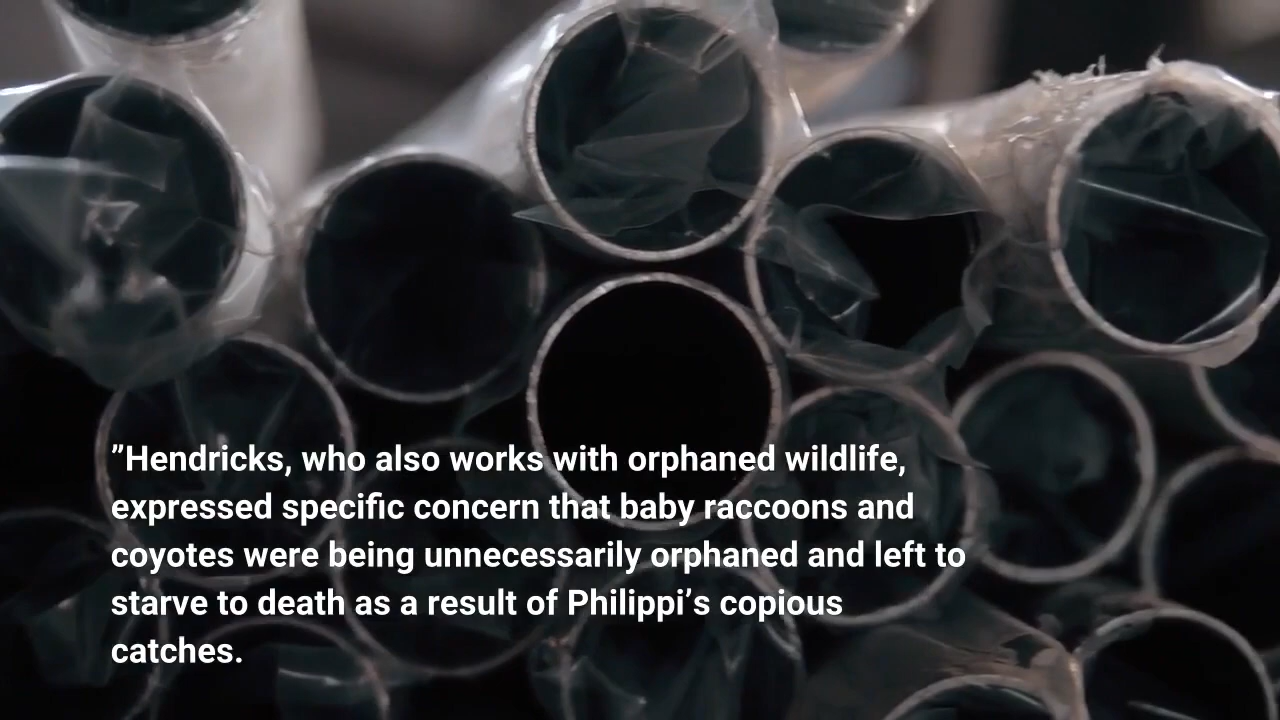 ”Hendricks, who also works with orphaned wildlife,
expressed specific concern that baby raccoons and
coyotes were being unnecessarily orphaned and left to
starve to death as a result of Philippi’s copious
catches.